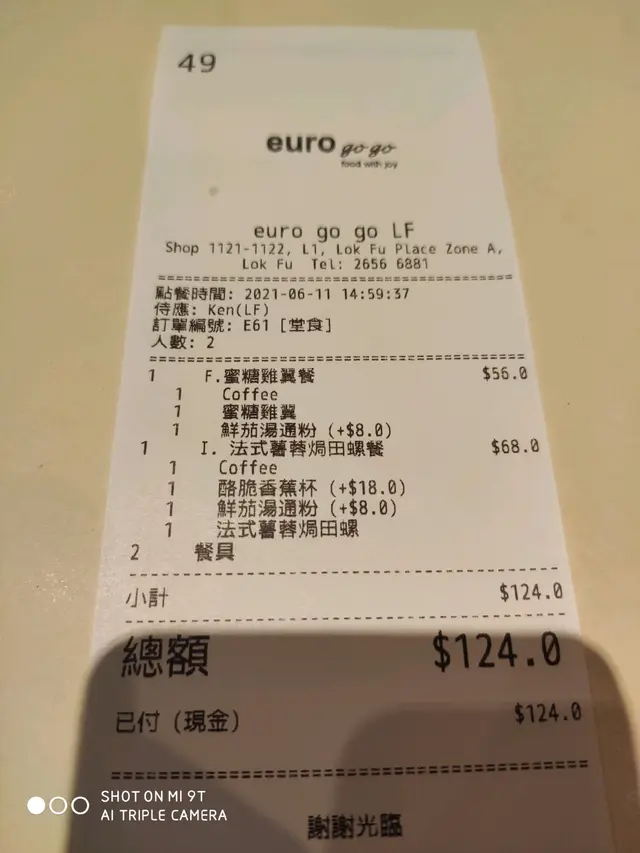 49
euro go go
food with joy
euro go go LF
Shop 1121-1122, L1, Lok Fu Place Zone A,
Lok Fu Tel: 2656 6881
點餐時間: 2021-06-11 14:59:37
侍應: Ken(LF)
訂單編號: E61 [堂食]
人數: 2
1 F.蜜糖雞翼餐 $56.0
1 Coffee
1 蜜糖雞翼
1 鮮茄湯通粉 (+$8.0)
1 I. 法式薯蓉焗田螺餐 $68.0
1 Coffee
1 酪脆香蕉杯 (+$18.0)
1 鮮茄湯通粉 (+$8.0)
1 法式薯蓉焗田螺
2 餐具
小計 $124.0
總額 $124.0
已付 (現金) $124.0
謝謝光臨
SHOT ON MI 9T
AI TRIPLE CAMERA